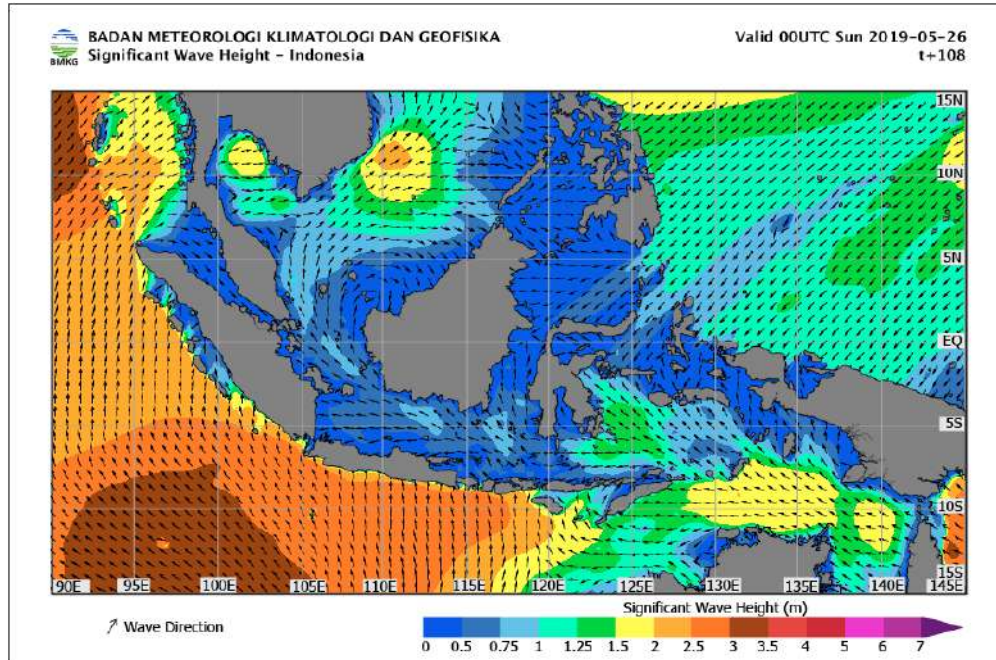 BADAN METEOROLOGI KLIMATOLOGI DAN GEOFISIKA
Significant Wave Height - Indonesia
BMKG
Valid 00UTC Sun 2019-05-26
t+108
15N
10N
5N
EQ
5S
10S
15S
90E 95E 100E 105E 110E 115E 120E 125E 130E 135E 140E 145E
Wave Direction
Significant Wave Height (m)
0 0.5 0.75 1 1.25 1.5 2 2.5 3 3.5 4 5 6 7